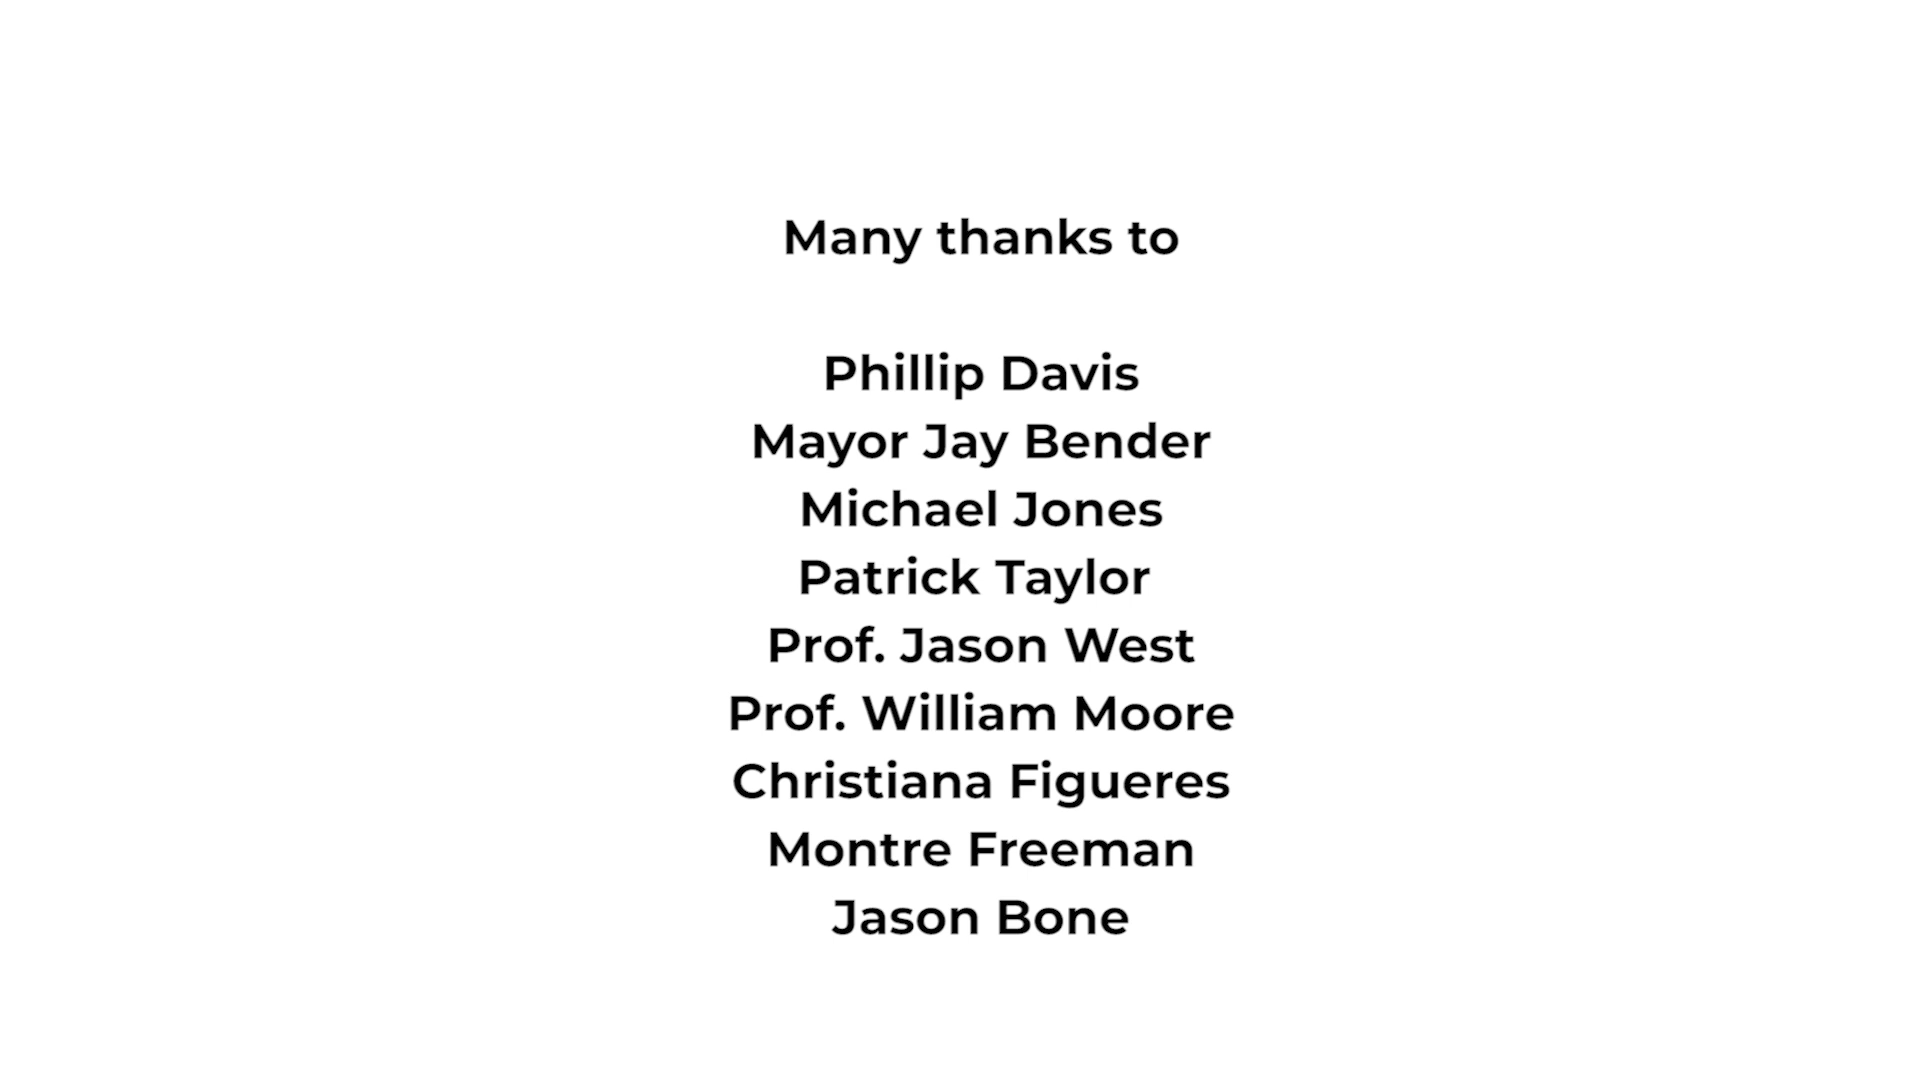 Many thanks to
Phillip Davis
Mayor Jay Bender
Michael Jones
Patrick Taylor
Prof. Jason West
Prof. William Moore
Christiana Figueres
Montre Freeman
Jason Bone